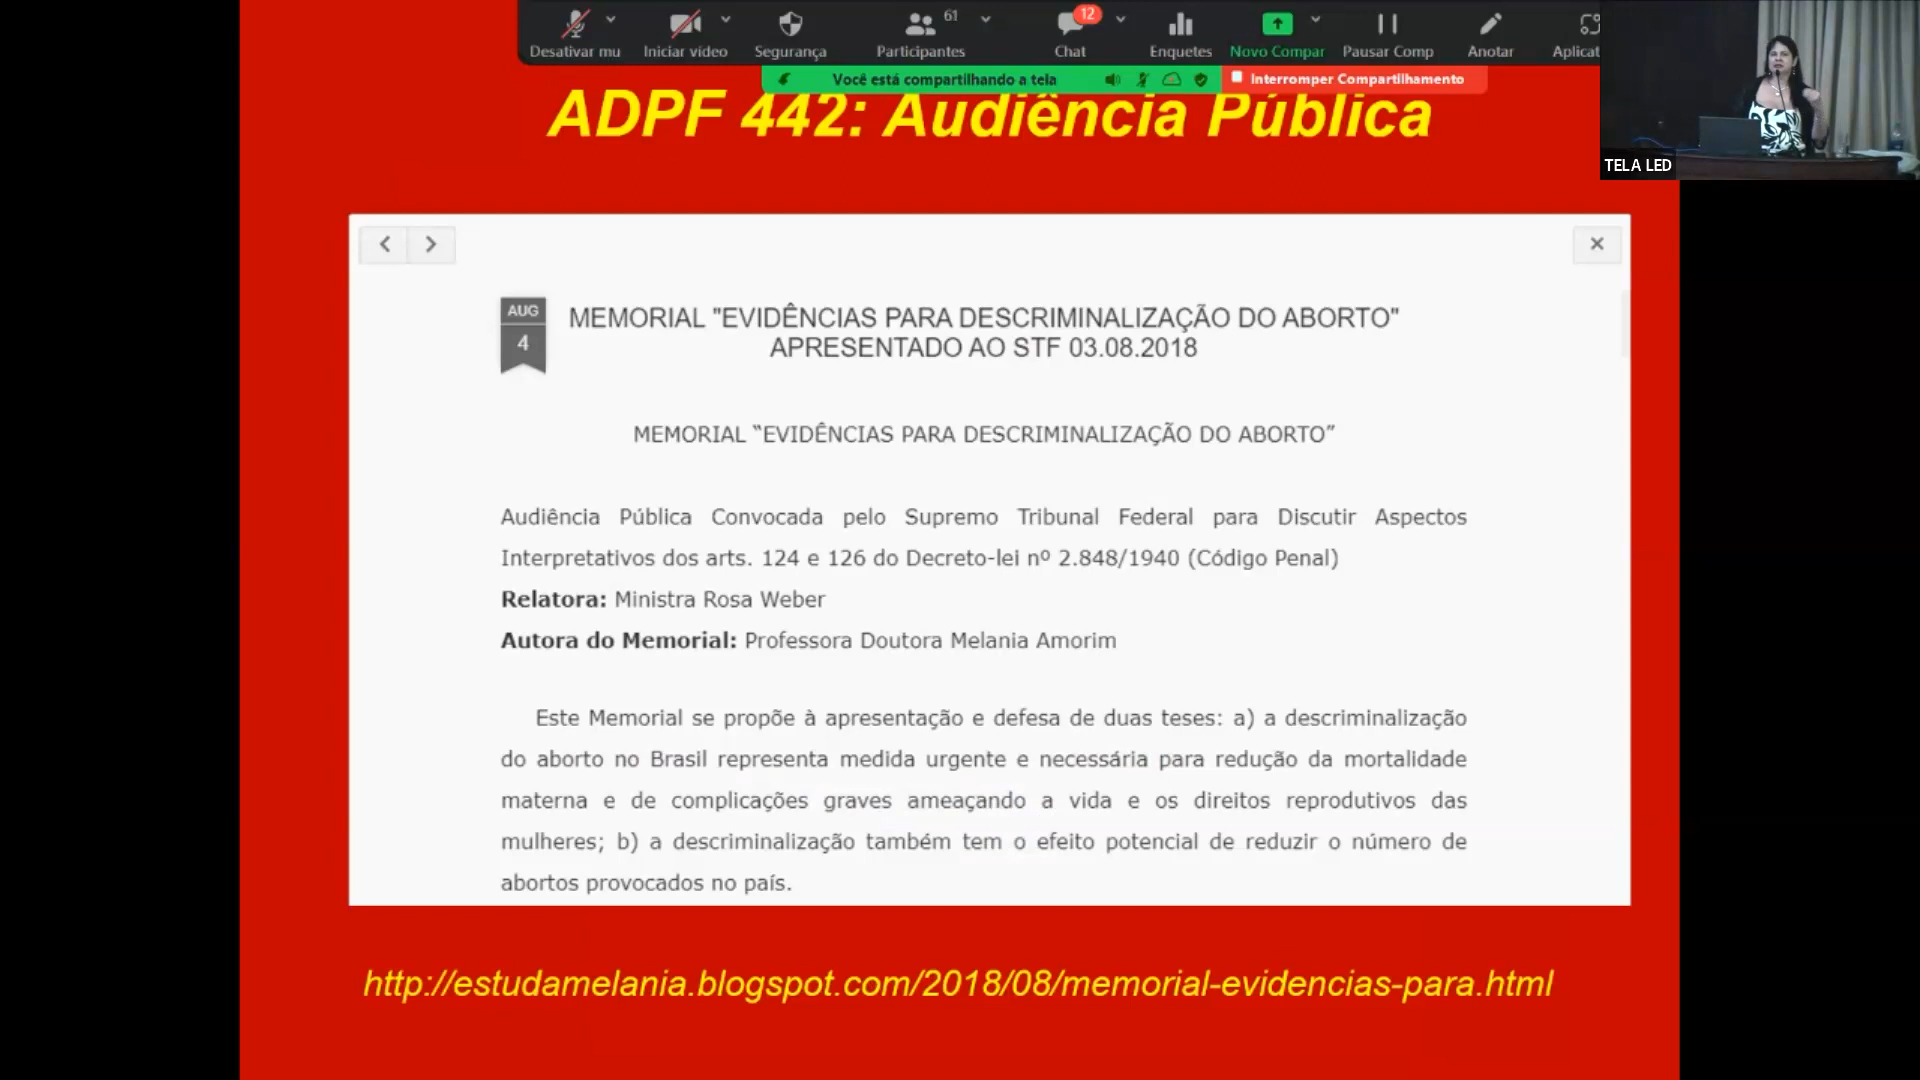 Desativar mu
Iniciar vídeo
Segurança
61
Participantes
12
Chat
Enquetes
Novo Compar
Pausar Comp
Anotar
Aplicat
Você está compartilhando a tela
Interromper Compartilhamento
TELA LED
ADPF 442: Audiência Pública
AUG
4
MEMORIAL "EVIDÊNCIAS PARA DESCRIMINALIZAÇÃO DO ABORTO"
APRESENTADO AO STF 03.08.2018
MEMORIAL “EVIDÊNCIAS PARA DESCRIMINALIZAÇÃO DO ABORTO”
Audiência Pública Convocada pelo Supremo Tribunal Federal para Discutir Aspectos
Interpretativos dos arts. 124 e 126 do Decreto-lei nº 2.848/1940 (Código Penal)
Relatora: Ministra Rosa Weber
Autora do Memorial: Professora Doutora Melania Amorim
Este Memorial se propõe à apresentação e defesa de duas teses: a) a descriminalização
do aborto no Brasil representa medida urgente e necessária para redução da mortalidade
materna e de complicações graves ameaçando a vida e os direitos reprodutivos das
mulheres; b) a descriminalização também tem o efeito potencial de reduzir o número de
abortos provocados no país.
http://estudamelania.blogspot.com/2018/08/memorial-evidencias-para.html